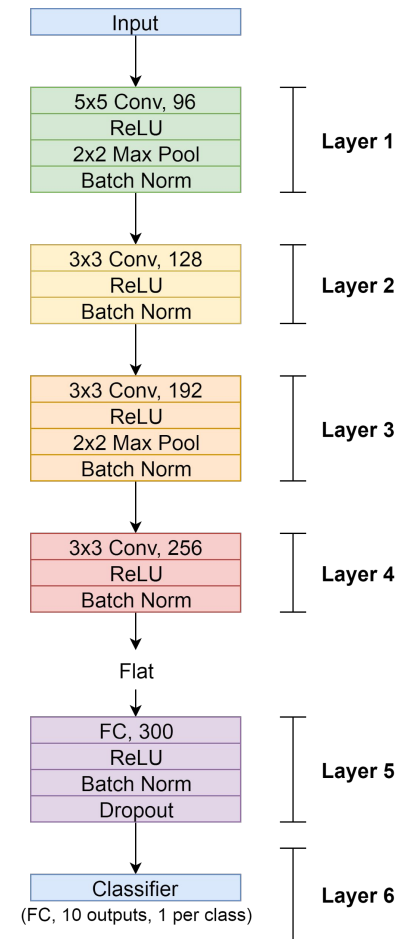 Input
5x5 Conv, 96
ReLU
2x2 Max Pool
Batch Norm
Layer 1
3x3 Conv, 128
ReLU
Batch Norm
Layer 2
3x3 Conv, 192
ReLU
2x2 Max Pool
Batch Norm
Layer 3
3x3 Conv, 256
ReLU
Batch Norm
Layer 4
Flat
FC, 300
ReLU
Batch Norm
Dropout
Layer 5
Classifier
(FC, 10 outputs, 1 per class)
Layer 6